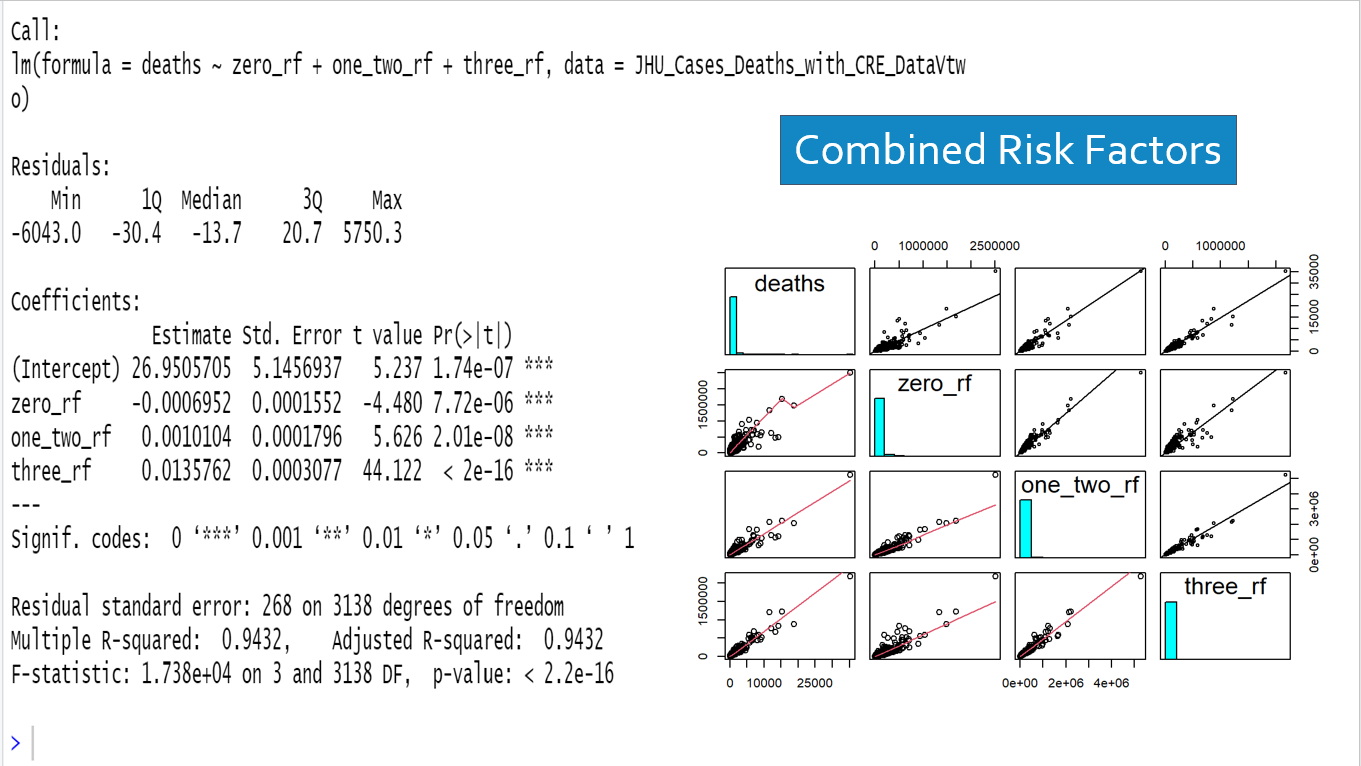 Call:
lm(formula = deaths ~ zero_rf + one_two_rf + three_rf, data = JHU_Cases_Deaths_with_CRE_DataVtw
o)
Residuals:
Min 1Q Median 3Q Max
-6043.0 -30.4 -13.7 20.7 5750.3
Coefficients:
Estimate Std. Error t value Pr(>|t|)
(Intercept) 26.9505705 5.1456937 5.237 1.74e-07 ***
zero_rf -0.0006952 0.0001552 -4.480 7.72e-06 ***
one_two_rf 0.0010104 0.0001796 5.626 2.01e-08 ***
three_rf 0.0135762 0.0003077 44.122 < 2e-16 ***
---
Signif. codes: 0 ‘***’ 0.001 ‘**’ 0.01 ‘*’ 0.05 ‘.’ 0.1 ‘ ’ 1
Residual standard error: 268 on 3138 degrees of freedom
Multiple R-squared: 0.9432, Adjusted R-squared: 0.9432
F-statistic: 1.738e+04 on 3 and 3138 DF, p-value: < 2.2e-16
>
Combined Risk Factors
0 1000000 2500000
0 1000000
deaths
0 15000 35000
zero_rf
0 1500000
one_two_rf
0e+00 3e+06
three_rf
0 1500000
0 10000 25000
0e+00 2e+06 4e+06